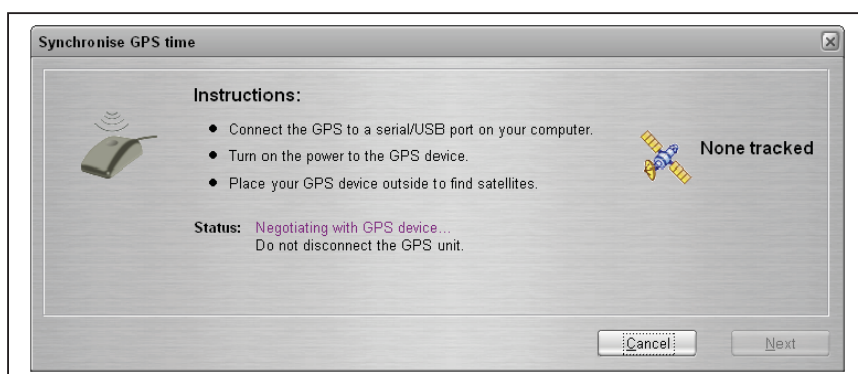 Synchronise GPS time
Instructions:
● Connect the GPS to a serial/USB port on your computer.
● Turn on the power to the GPS device.
● Place your GPS device outside to find satellites.
None tracked
Status: Negotiating with GPS device...
Do not disconnect the GPS unit.
Cancel
Next